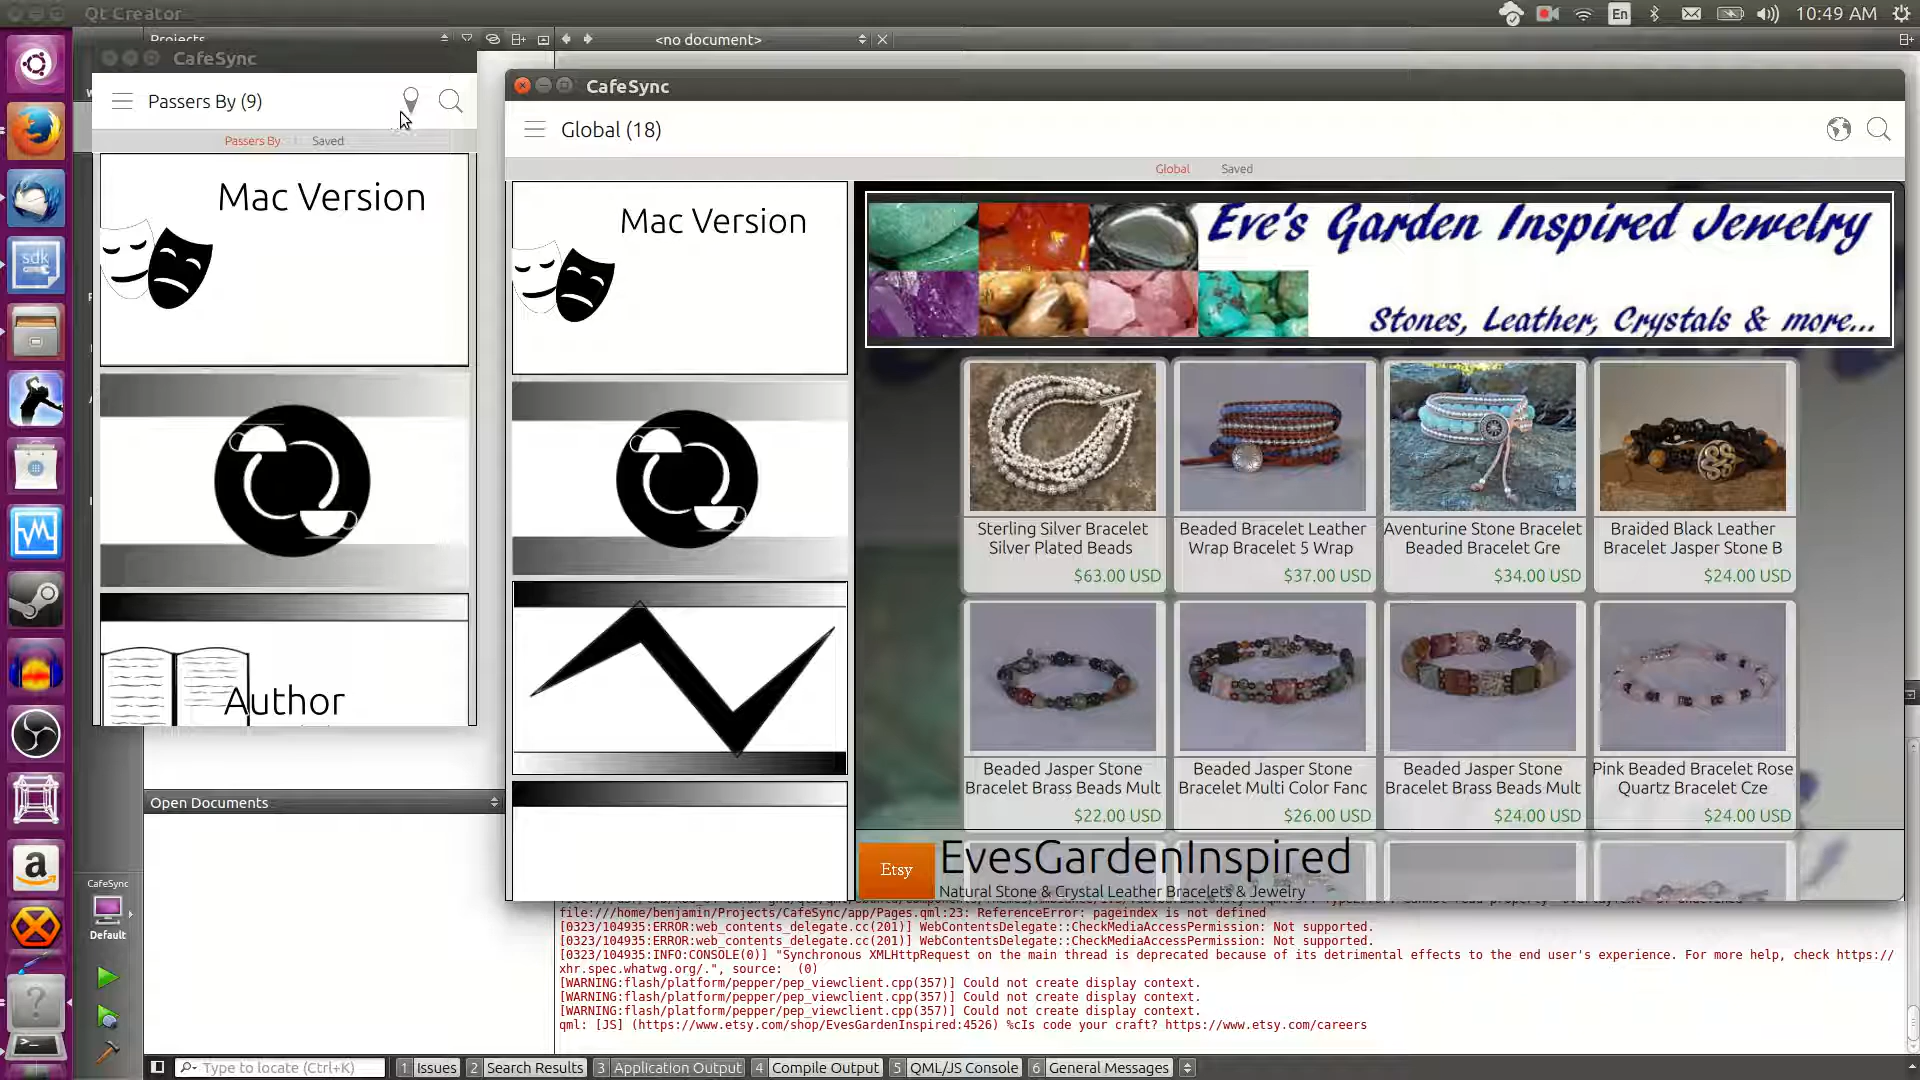 Qt Creator
En
10:49 AM
Projects
<no document>
CafeSync
Passers By (9)
Passers By
Saved
Mac Version
Author
CafeSync
Global (18)
Global
Saved
Mac Version
Eve's Garden Inspired Jewelry
Stones, Leather, Crystals & more...
Sterling Silver Bracelet
Silver Plated Beads
$63.00 USD
Beaded Bracelet Leather
Wrap Bracelet 5 Wrap
$37.00 USD
Aventurine Stone Bracelet
Beaded Bracelet Gre
$34.00 USD
Braided Black Leather
Bracelet Jasper Stone B
$24.00 USD
Beaded Jasper Stone
Bracelet Brass Beads Mult
$22.00 USD
Beaded Jasper Stone
Bracelet Multi Color Fanc
$26.00 USD
Beaded Jasper Stone
Bracelet Brass Beads Mult
$24.00 USD
Pink Beaded Bracelet Rose
Quartz Bracelet Cze
$24.00 USD
Etsy
EvesGardenInspired
Natural Stone & Crystal Leather Bracelets & Jewelry
sdk
Open Documents
CafeSync
Default
file:///home/benjamin/Projects/CafeSync/app/Pages.qml:23: ReferenceError: pageindex is not defined
[0323/104935:ERROR:web_contents_delegate.cc(201)] WebContentsDelegate::CheckMediaAccessPermission: Not supported.
[0323/104935:ERROR:web_contents_delegate.cc(201)] WebContentsDelegate::CheckMediaAccessPermission: Not supported.
[0323/104935:INFO:CONSOLE(0)] "Synchronous XMLHttpRequest on the main thread is deprecated because of its detrimental effects to the end user's experience. For more help, check https://
xhr.spec.whatwg.org/.", source:  (0)
[WARNING:flash/platform/pepper/pep_viewclient.cpp(357)] Could not create display context.
[WARNING:flash/platform/pepper/pep_viewclient.cpp(357)] Could not create display context.
[WARNING:flash/platform/pepper/pep_viewclient.cpp(357)] Could not create display context.
qml: [JS] (https://www.etsy.com/shop/EvesGardenInspired:4526) %cIs code your craft? https://www.etsy.com/careers
Type to locate (Ctrl+K)
1 Issues
2 Search Results
3 Application Output
4 Compile Output
5 QML/JS Console
6 General Messages